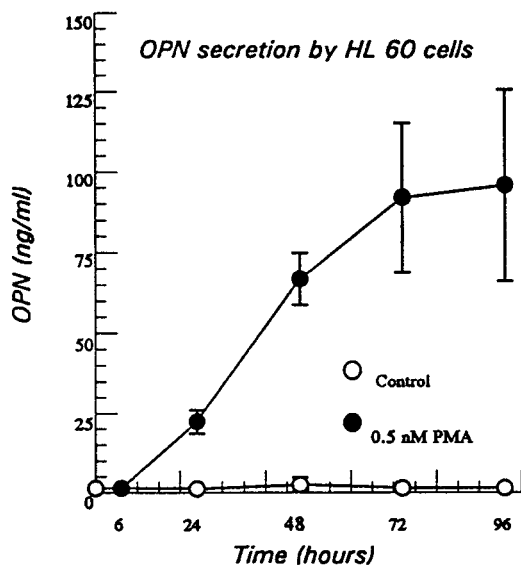 OPN secretion by HL 60 cells
150
125
100
75
50
25
0
OPN (ng/ml)
Control
0.5 nM PMA
6 24 48 72 96
Time (hours)